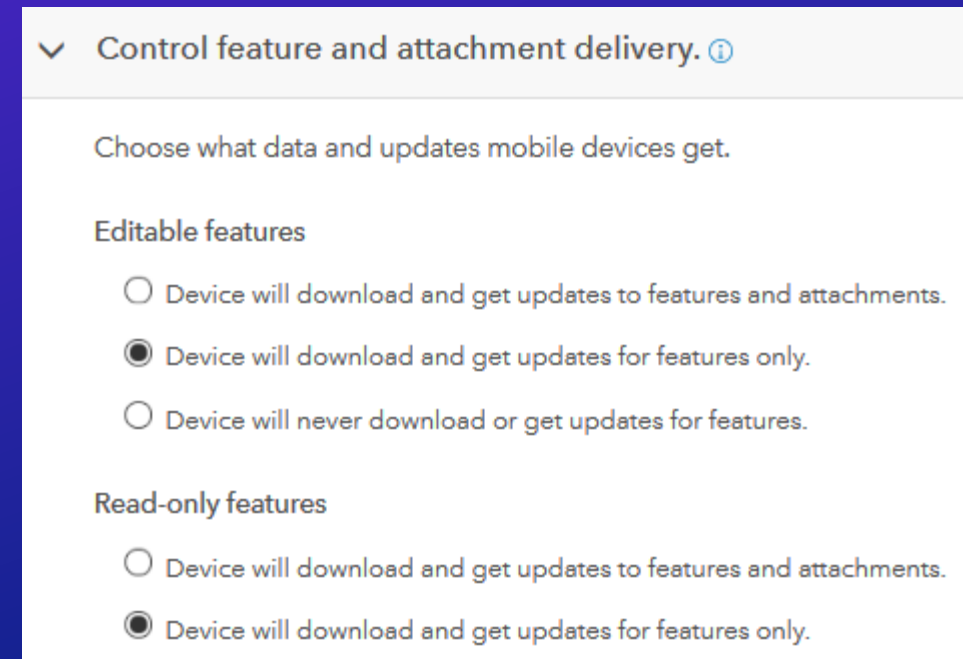 Control feature and attachment delivery.
Choose what data and updates mobile devices get.
Editable features
Device will download and get updates to features and attachments.
Device will download and get updates for features only.
Device will never download or get updates for features.
Read-only features
Device will download and get updates to features and attachments.
Device will download and get updates for features only.